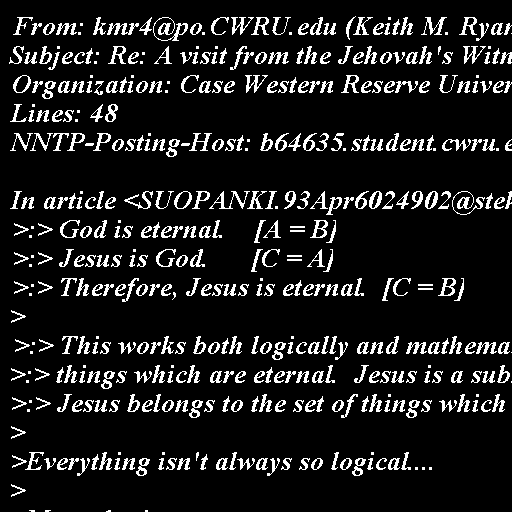 From: kmr4@po.CWRU.edu (Keith M. Ryan
Subject: Re: A visit from the Jehovah's Witn
Organization: Case Western Reserve Univer
Lines: 48
NNTP-Posting-Host: b64635.student.cwru.e
In article <SUOPANKI.93Apr6024902@stek
>:> God is eternal.    [A = B]
>:> Jesus is God.      [C = A]
>:> Therefore, Jesus is eternal.  [C = B]
>
>:> This works both logically and mathema
>:> things which are eternal.  Jesus is a sub
>:> Jesus belongs to the set of things which
>
>Everything isn't always so logical....
>